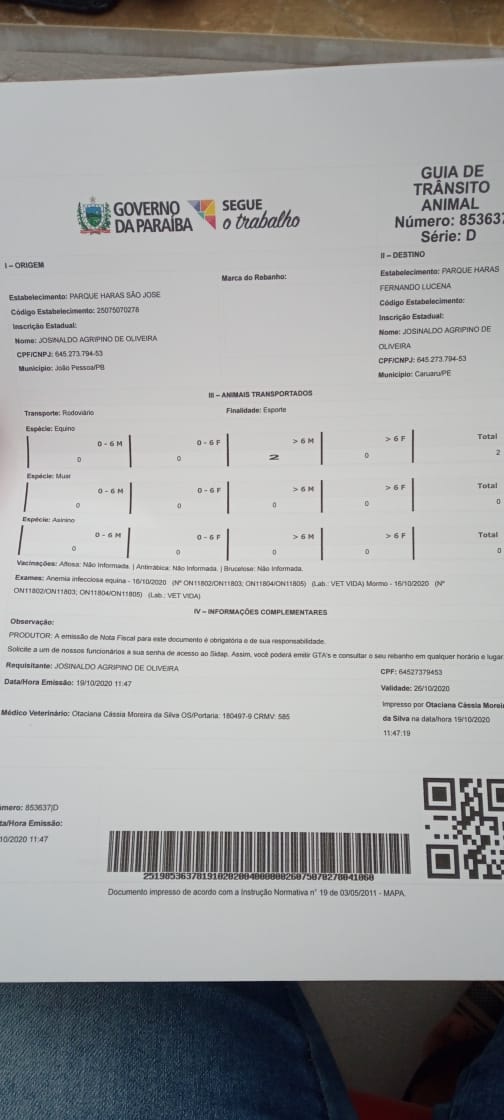 GOVERNO
DA PARAÍBA
SEGUE
o trabalho
GUIA DE
TRÂNSITO
ANIMAL
Número: 853637
Série: D
I – ORIGEM
Marca do Rebanho:
Estabelecimento: PARQUE HARAS SÃO JOSE
Código Estabelecimento: 25075070278
Inscrição Estadual:
Nome: JOSINALDO AGRIPINO DE OLIVEIRA
CPF/CNPJ: 645.273.794-53
Município: João Pessoa/PB
II – DESTINO
Estabelecimento: PARQUE HARAS
FERNANDO LUCENA
Código Estabelecimento:
Inscrição Estadual:
Nome: JOSINALDO AGRIPINO DE
OLIVEIRA
CPF/CNPJ: 645.273.794-53
Município: Caruaru/PE
III – ANIMAIS TRANSPORTADOS
Transporte: Rodoviário Finalidade: Esporte
Espécie: Equino
0 - 6 M 0 - 6 F > 6 M > 6 F Total
0 0 2 0 2
Espécie: Muar
0 - 6 M 0 - 6 F > 6 M > 6 F Total
0 0 0 0 0
Espécie: Asinino
0 - 6 M 0 - 6 F > 6 M > 6 F Total
0 0 0 0 0
Vacinações: Aftosa: Não Informada. | Antirrábica: Não Informada. | Brucelose: Não Informada.
Exames: Anemia infecciosa equina - 16/10/2020 (Nº ON11802/ON11803; ON11804/ON11805) (Lab.: VET VIDA) Mormo - 16/10/2020 (Nº
ON11802/ON11803; ON11804/ON11805) (Lab.: VET VIDA)
IV – INFORMAÇÕES COMPLEMENTARES
Observação:
PRODUTOR: A emissão de Nota Fiscal para este documento é obrigatória e de sua responsabilidade.
Solicite a um de nossos funcionários a sua senha de acesso ao Sidap. Assim, você poderá emitir GTA's e consultar o seu rebanho em qualquer horário e lugar
Requisitante: JOSINALDO AGRIPINO DE OLIVEIRA
CPF: 64527379453
Data/Hora Emissão: 19/10/2020 11:47
Validade: 26/10/2020
Médico Veterinário: Otaciana Cássia Moreira da Silva OS/Portaria: 180497-9 CRMV: 585
Impresso por Otaciana Cássia Morei
da Silva na data/hora 19/10/2020
11:47:19
úmero: 853637|D
ta/Hora Emissão:
/10/2020 11:47
Documento impresso de acordo com a Instrução Normativa n° 19 de 03/05/2011 - MAPA.